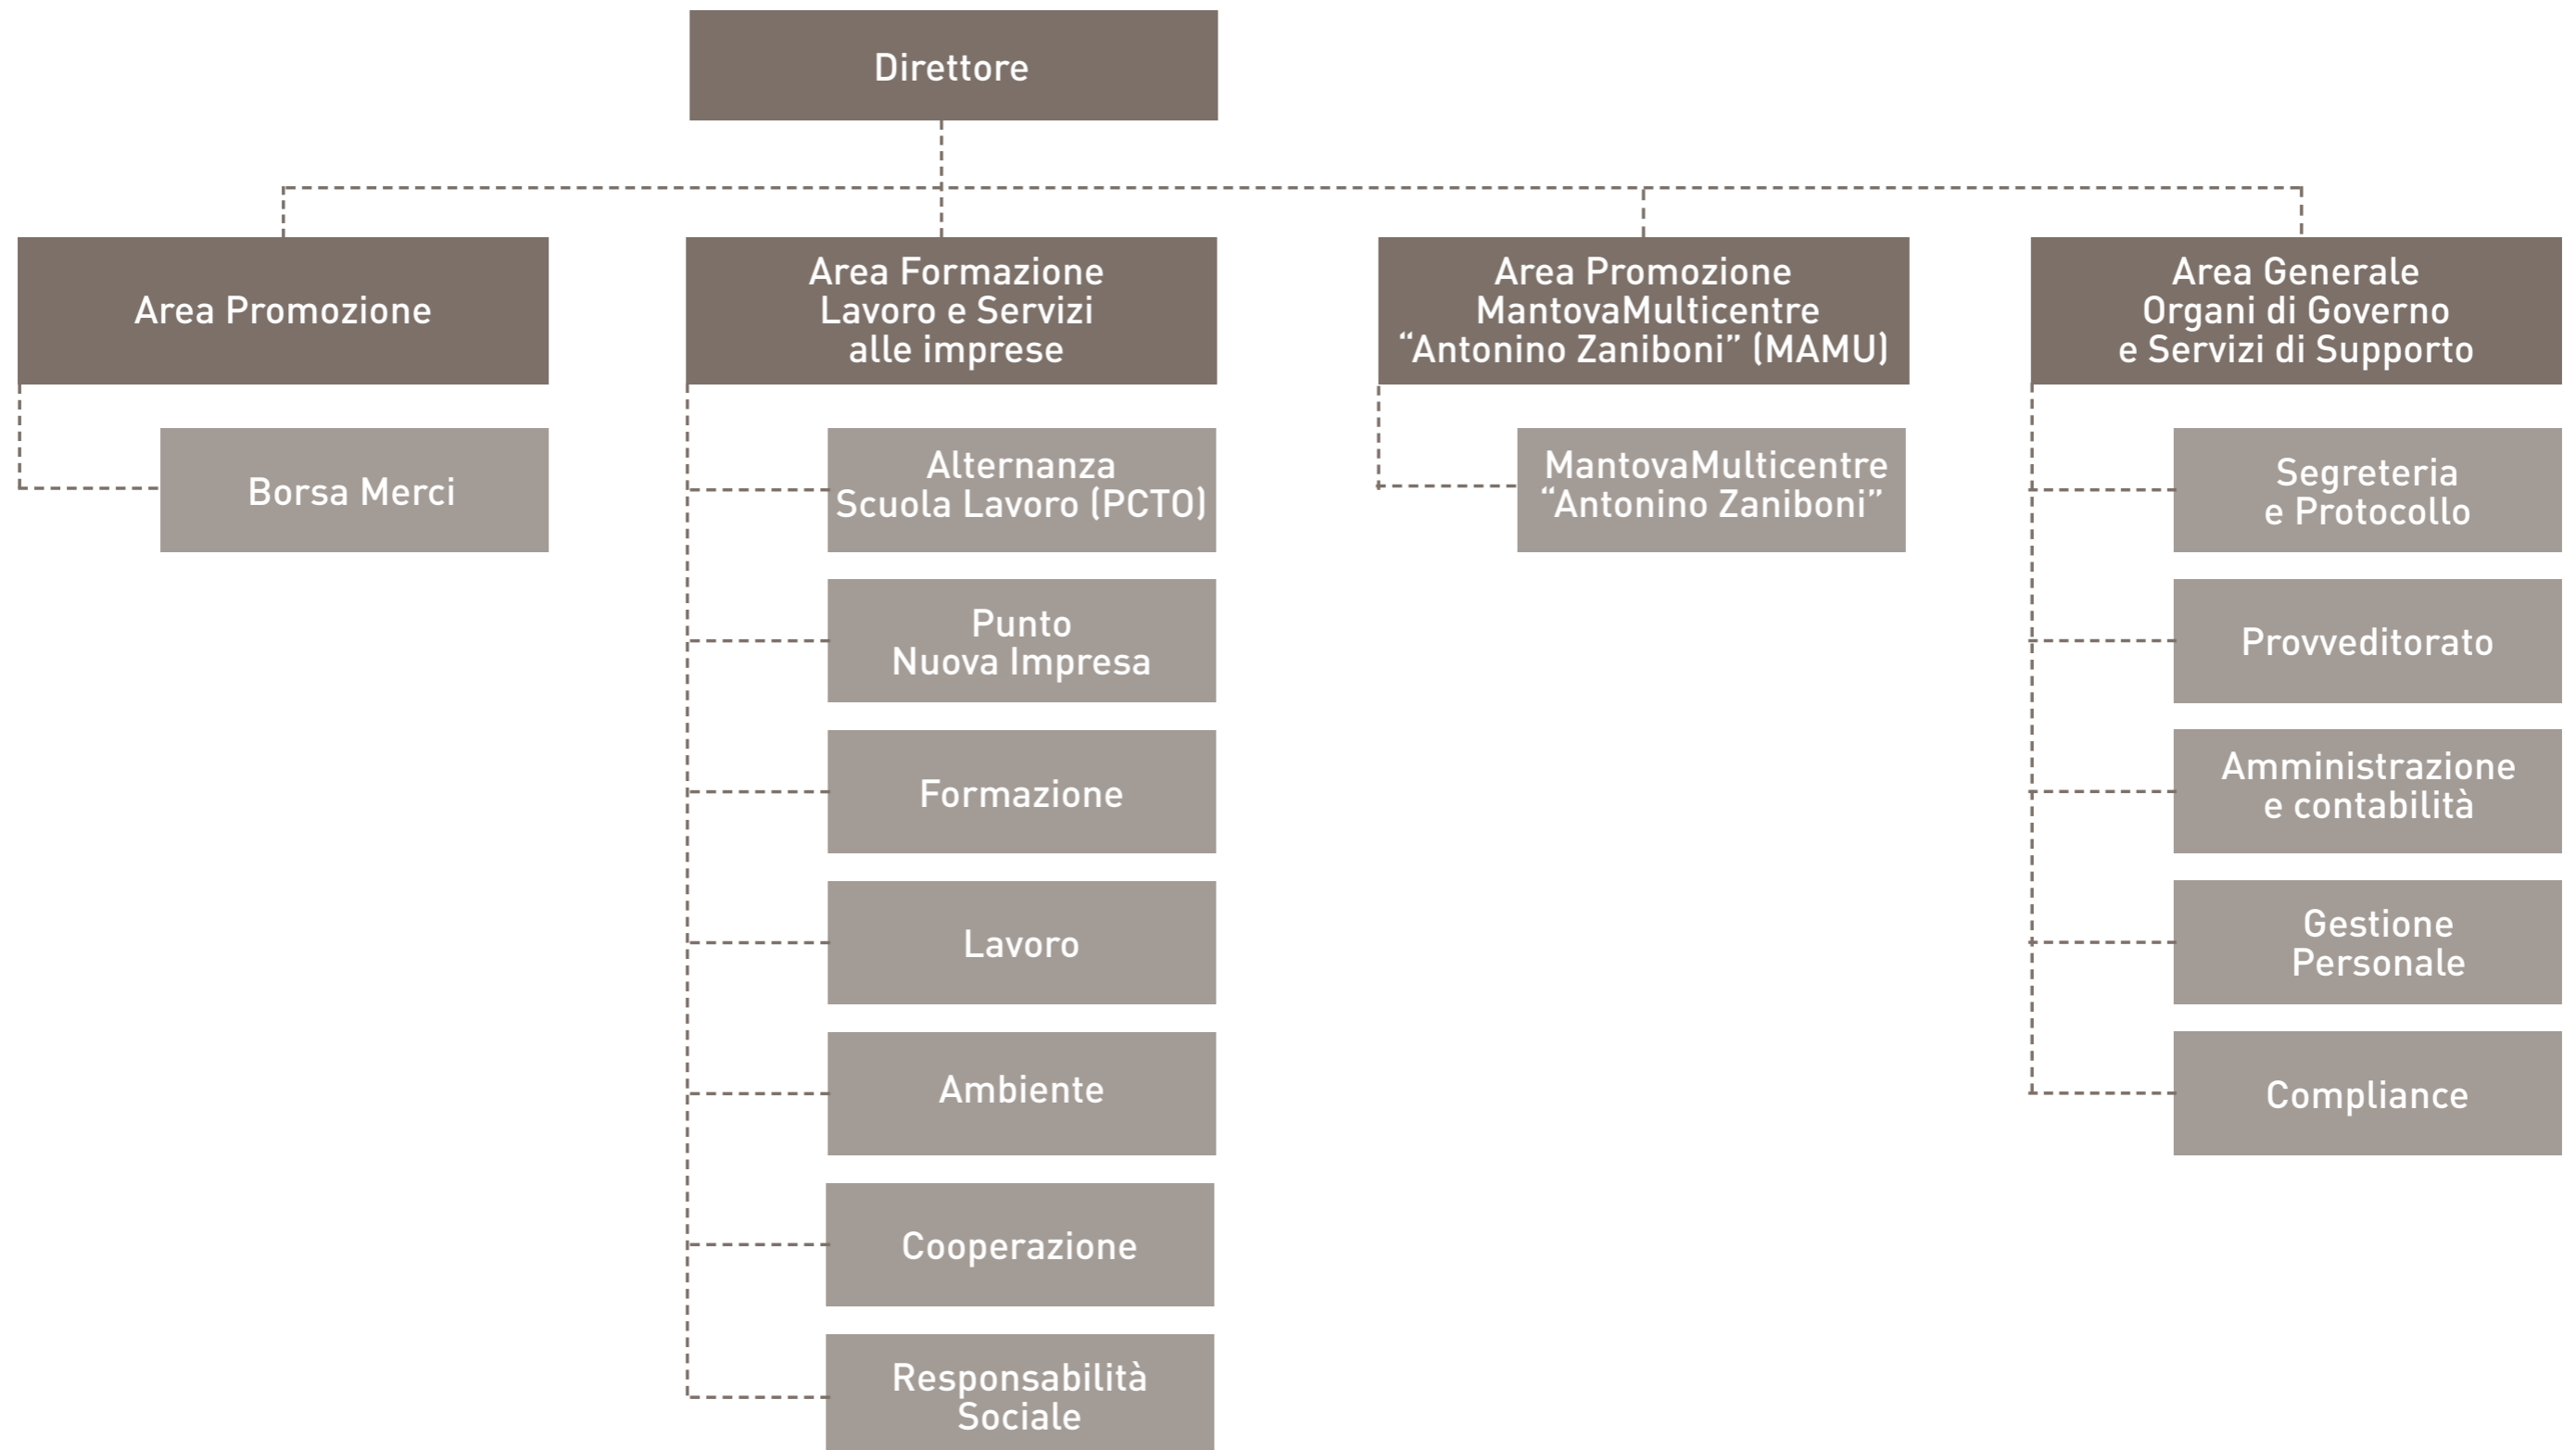 Direttore
Area Promozione
Borsa Merci
Area Formazione
Lavoro e Servizi
alle imprese
Alternanza
Scuola Lavoro (PCTO)
Punto
Nuova Impresa
Formazione
Lavoro
Ambiente
Cooperazione
Responsabilità
Sociale
Area Promozione
MantovaMulticentre
“Antonino Zaniboni” (MAMU)
MantovaMulticentre
“Antonino Zaniboni”
Area Generale
Organi di Governo
e Servizi di Supporto
Segreteria
e Protocollo
Provveditorato
Amministrazione
e contabilità
Gestione
Personale
Compliance